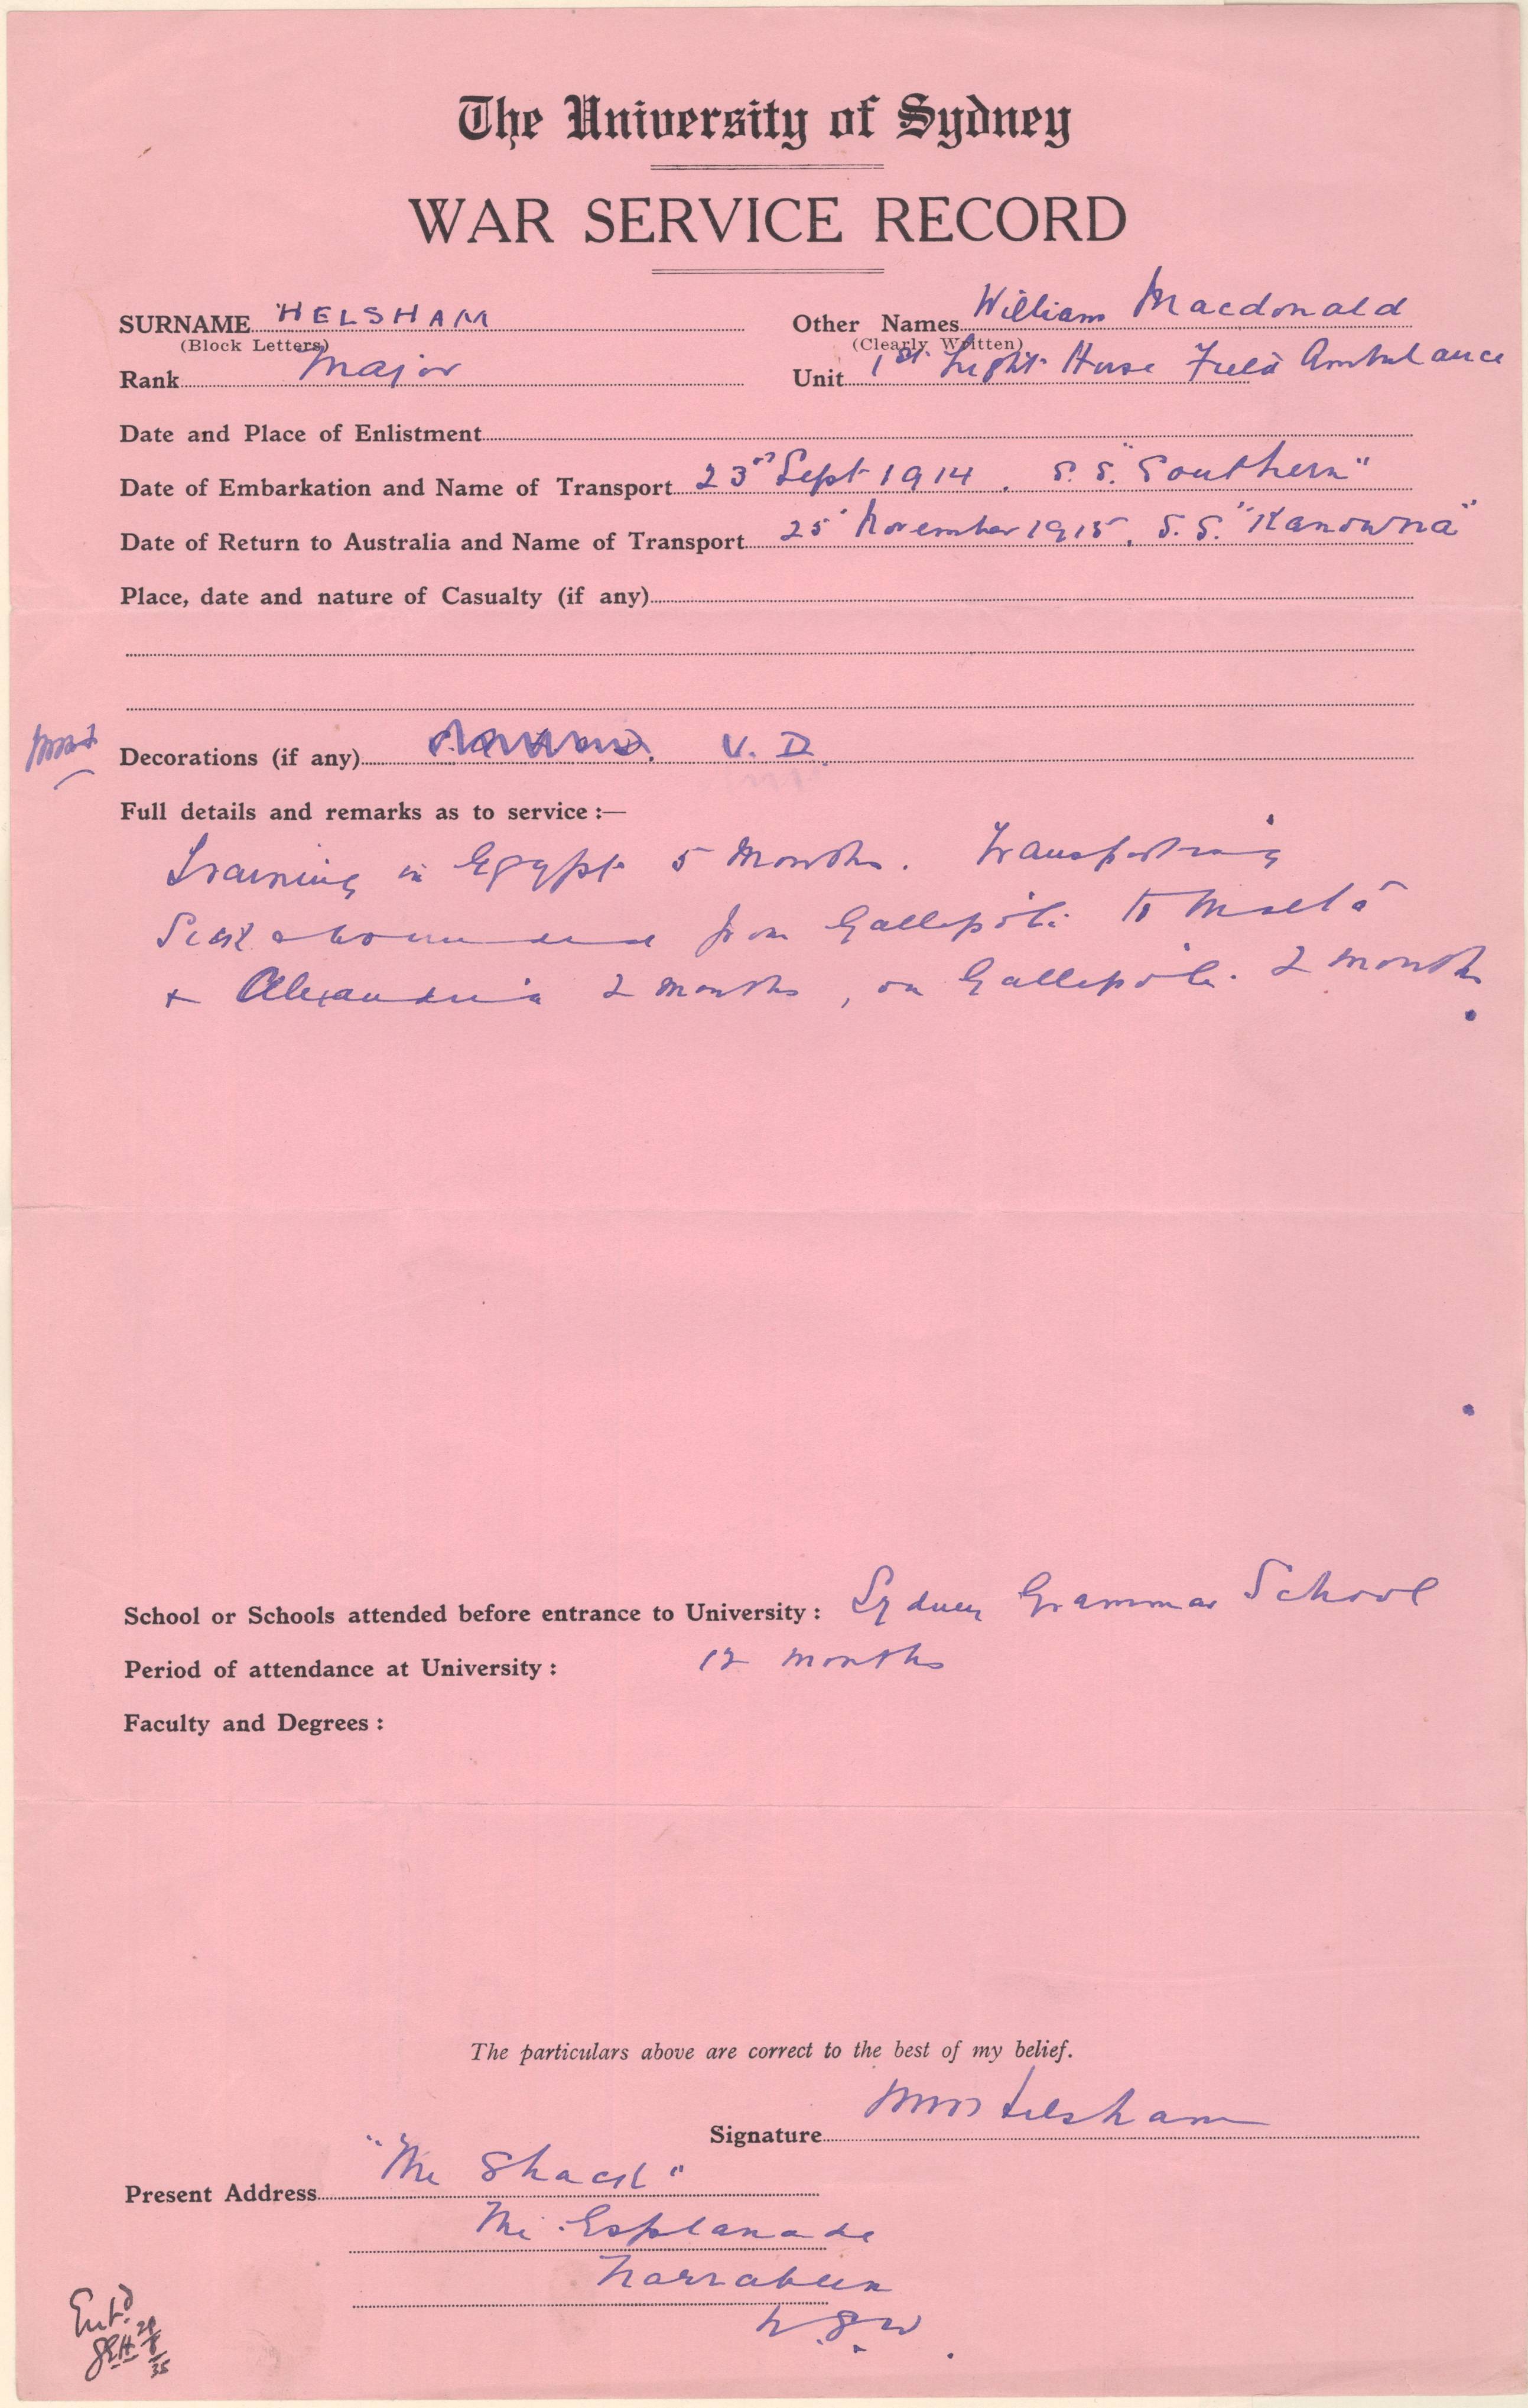 The University of Sydney
WAR SERVICE RECORD
SURNAME HELSHAM Other Names William Macdonald
(Block Letters) (Clearly Written)
Rank Major Unit 1st Light Horse Field Ambulance
Date and Place of Enlistment
Date of Embarkation and Name of Transport 23rd Sept 1914. S.S. "Southern"
Date of Return to Australia and Name of Transport 25 November 1915. S.S. "Kanowna"
Place, date and nature of Casualty (if any)
Decorations (if any) V. D.
Full details and remarks as to service :—
Training in Egypt 5 months. Transporting
Sick & wounded from Gallipoli to Malta
& Alexandria 2 months, on Gallipoli. 2 months
School or Schools attended before entrance to University : Sydney Grammar School
Period of attendance at University : 12 months
Faculty and Degrees :
The particulars above are correct to the best of my belief.
Signature WM Helsham
Present Address "The Shack"
The Esplanade
Narrabeen
N.S.W.
Ent'd